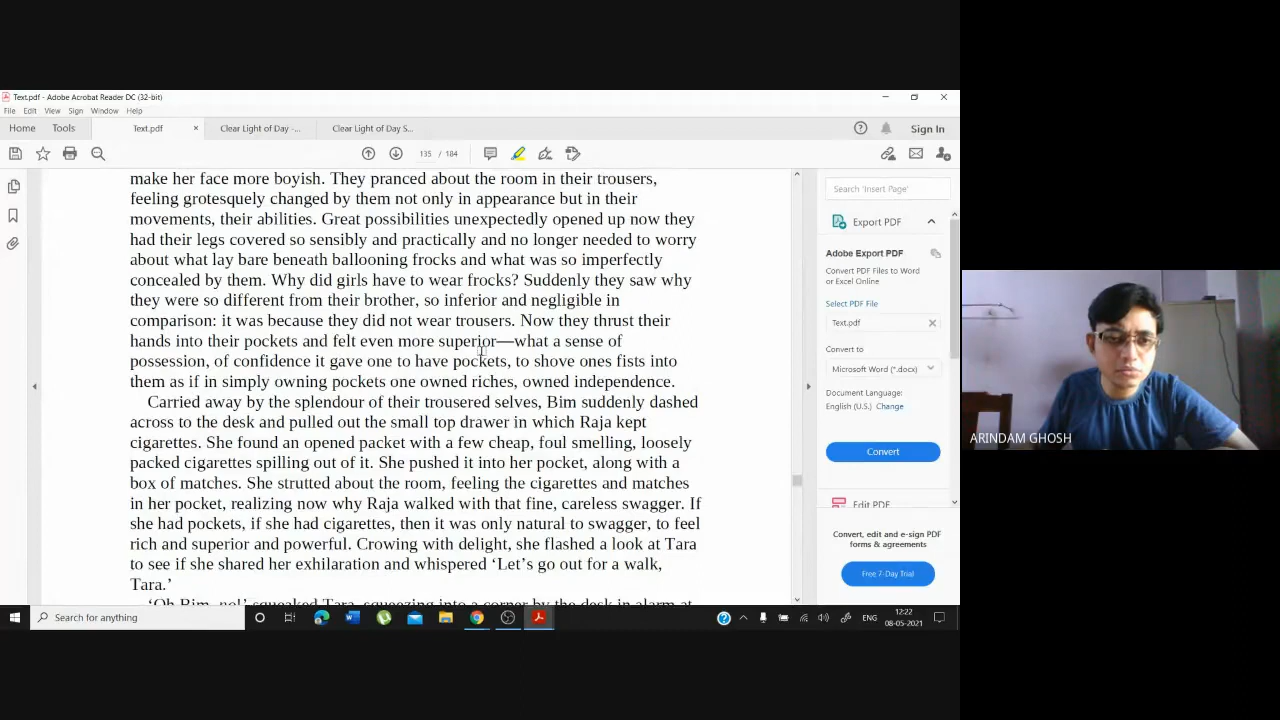 Text.pdf - Adobe Acrobat Reader DC (32-bit)
File Edit View Sign Window Help
Home Tools Text.pdf × Clear Light of Day -... Clear Light of Day S... Sign In
135 / 184
make her face more boyish. They pranced about the room in their trousers,
feeling grotesquely changed by them not only in appearance but in their
movements, their abilities. Great possibilities unexpectedly opened up now they
had their legs covered so sensibly and practically and no longer needed to worry
about what lay bare beneath ballooning frocks and what was so imperfectly
concealed by them. Why did girls have to wear frocks? Suddenly they saw why
they were so different from their brother, so inferior and negligible in
comparison: it was because they did not wear trousers. Now they thrust their
hands into their pockets and felt even more superior—what a sense of
possession, of confidence it gave one to have pockets, to shove ones fists into
them as if in simply owning pockets one owned riches, owned independence.
Carried away by the splendour of their trousered selves, Bim suddenly dashed
across to the desk and pulled out the small top drawer in which Raja kept
cigarettes. She found an opened packet with a few cheap, foul smelling, loosely
packed cigarettes spilling out of it. She pushed it into her pocket, along with a
box of matches. She strutted about the room, feeling the cigarettes and matches
in her pocket, realizing now why Raja walked with that fine, careless swagger. If
she had pockets, if she had cigarettes, then it was only natural to swagger, to feel
rich and superior and powerful. Crowing with delight, she flashed a look at Tara
to see if she shared her exhilaration and whispered ‘Let’s go out for a walk,
Tara.’
‘Oh Bim, no!’ squeaked Tara, squeezing into a corner by the desk in alarm at
Search 'Insert Page'
Export PDF
Adobe Export PDF
Convert PDF Files to Word
or Excel Online
Select PDF File
Text.pdf
Convert to
Microsoft Word (*.docx)
Document Language:
English (U.S.) Change
Convert
Edit PDF
Convert, edit and e-sign PDF
forms & agreements
Free 7-Day Trial
ARINDAM GHOSH
Search for anything
ENG
12:22
08-05-2021